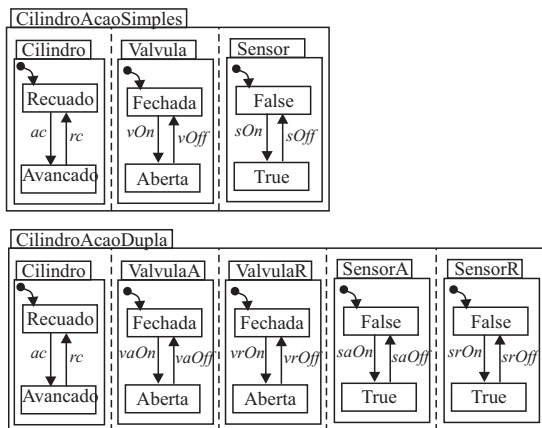 CilindroAcaoSimples
Cilindro Valvula Sensor
Recuado Fechada False
ac rc vOn vOff sOn sOff
Avancado Aberta True
CilindroAcaoDupla
Cilindro ValvulaA ValvulaR SensorA SensorR
Recuado Fechada Fechada False False
ac rc vaOn vaOff vrOn vrOff saOn saOff srOn srOff
Avancado Aberta Aberta True True